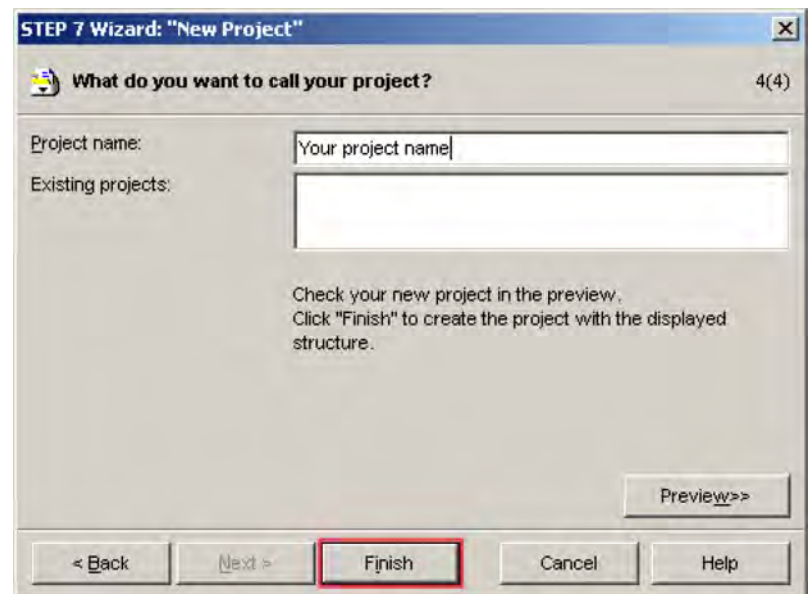 STEP 7 Wizard: "New Project"
What do you want to call your project? 4(4)
Project name: Your project name
Existing projects:
Check your new project in the preview.
Click "Finish" to create the project with the displayed
structure.
Preview>>
< Back Next > Finish Cancel Help